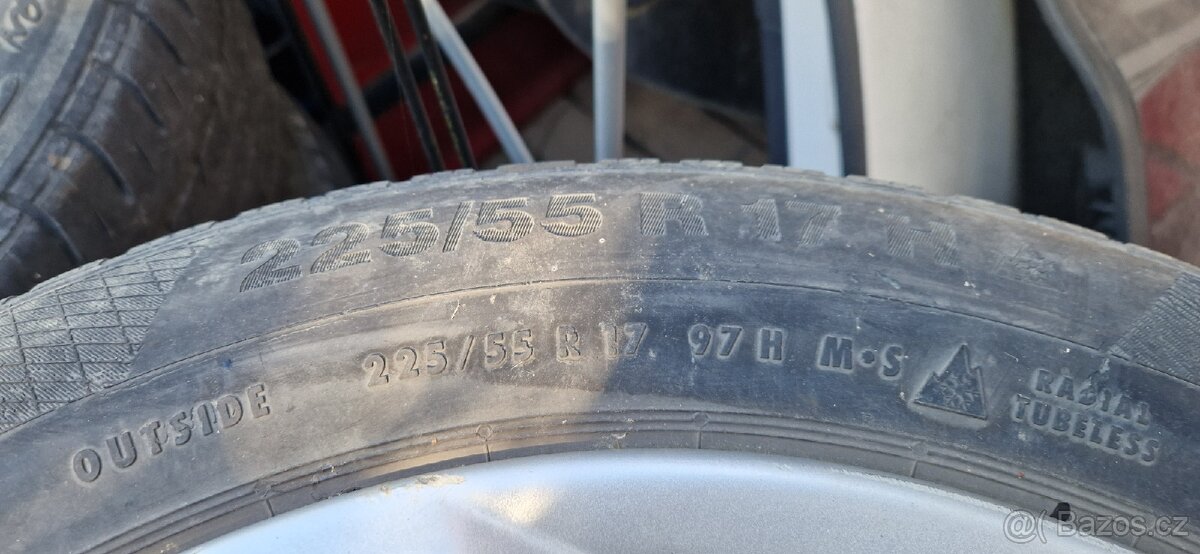 225/55 R 17 H
OUTSIDE 225/55 R 17 97 H M•S RADIAL
TUBELESS
@( Bazos.cz